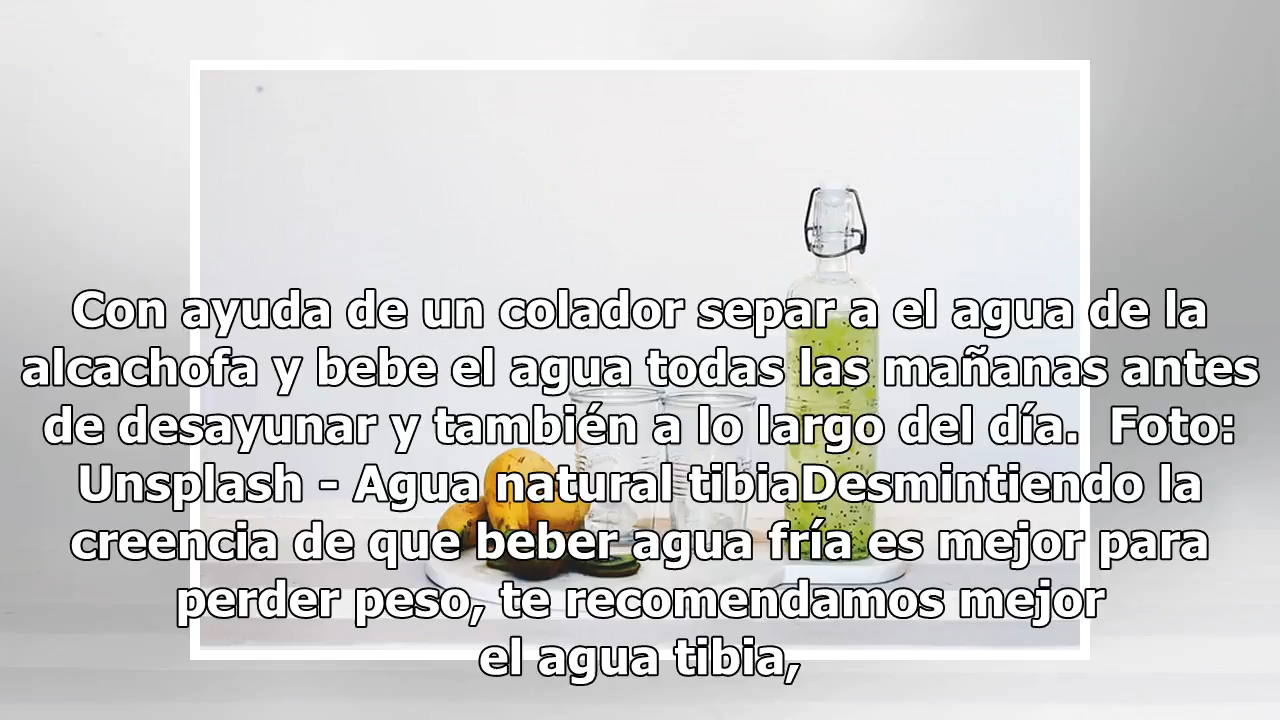 Con ayuda de un colador separ a el agua de la
alcachofa y bebe el agua todas las mañanas antes
de desayunar y también a lo largo del día.  Foto:
Unsplash - Agua natural tibiaDesmintiendo la
creencia de que beber agua fría es mejor para
perder peso, te recomendamos mejor
el agua tibia,